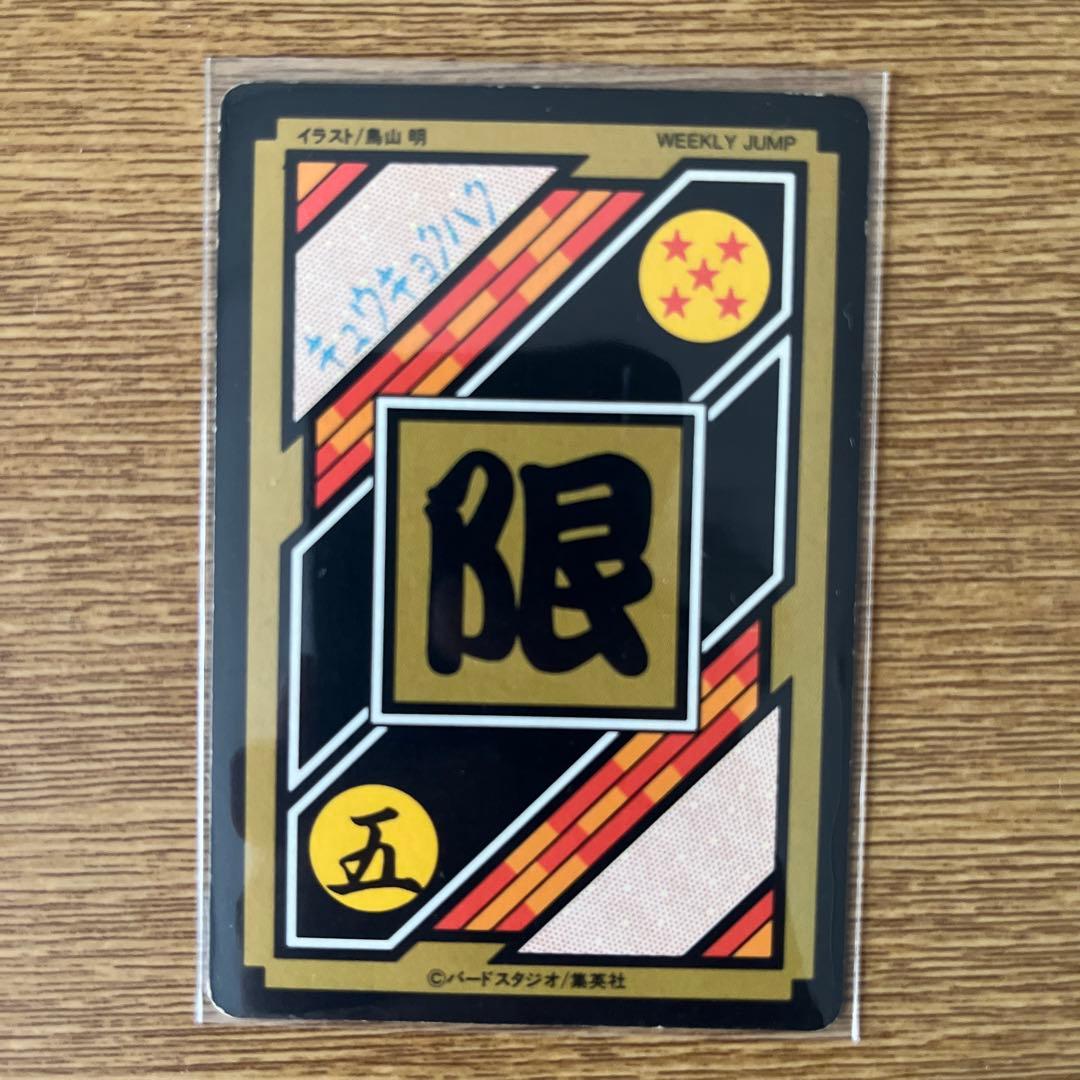 イラスト/鳥山 明
WEEKLY JUMP
キュウキョクハク
限
五
©バードスタジオ/集英社